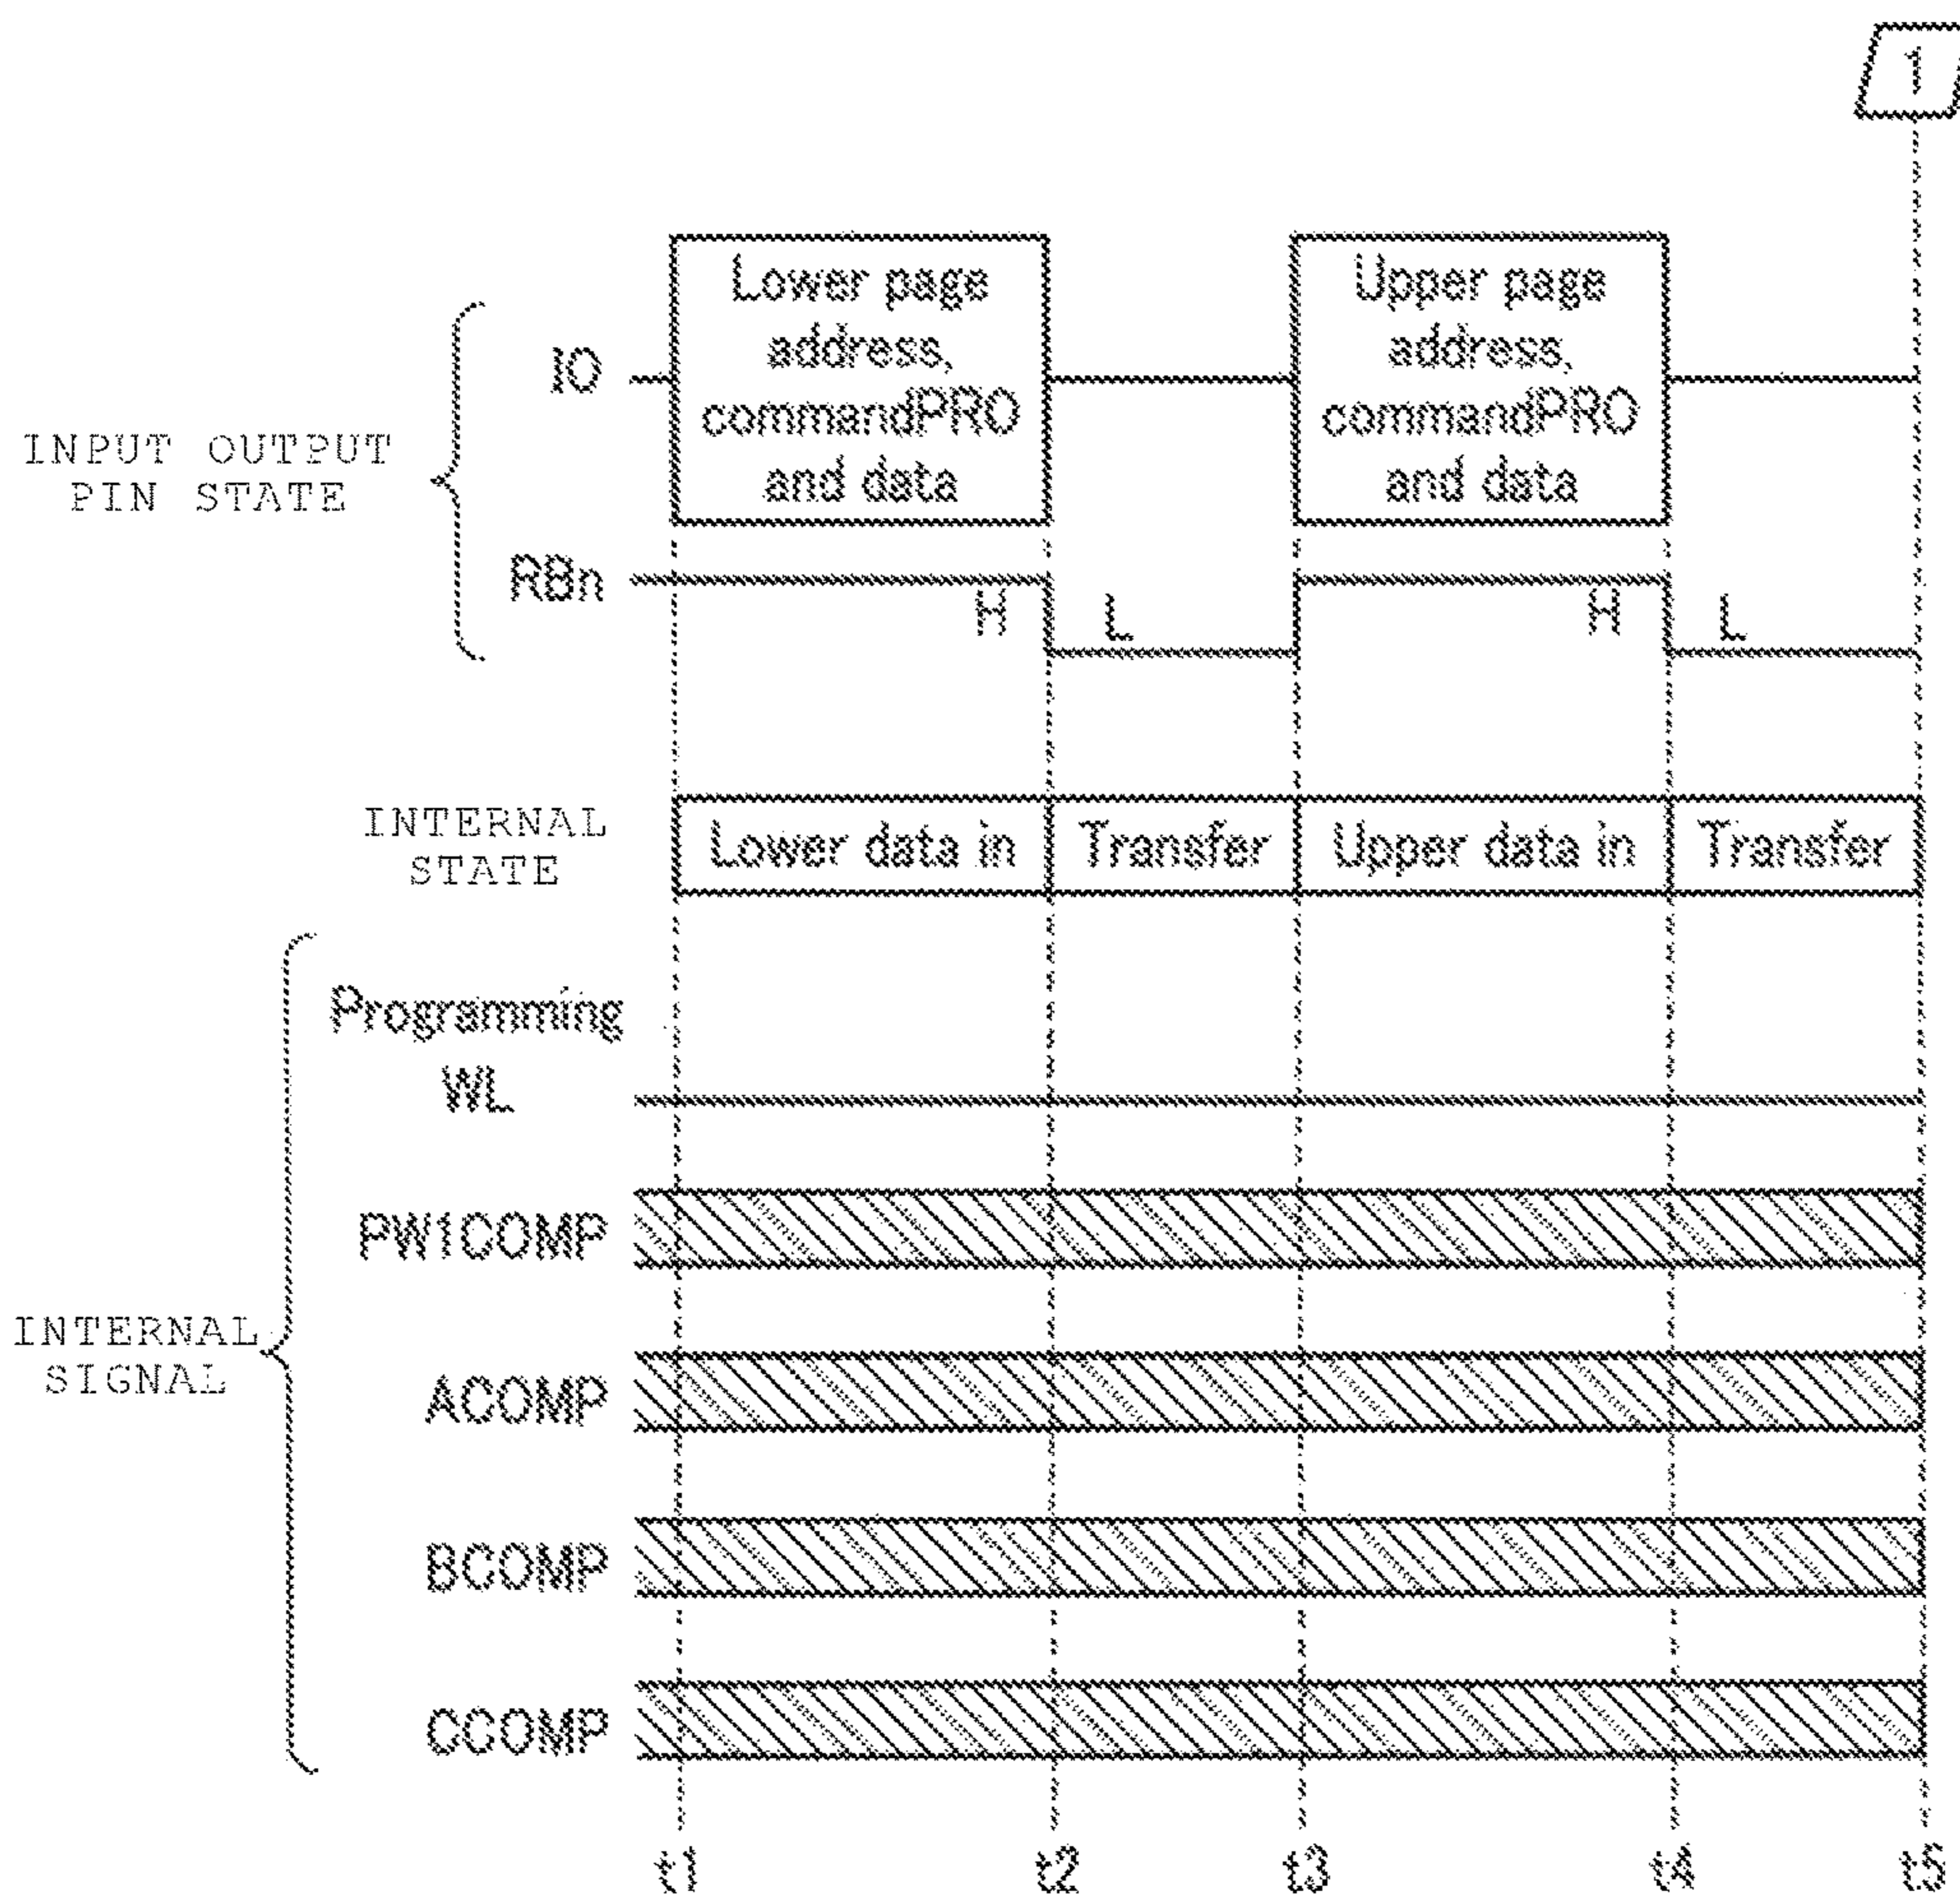 1
Lower page
address,
commandPRO
and data
Upper page
address,
commandPRO
and data
IO
INPUT OUTPUT
PIN STATE
RBn
H
L
H
L
INTERNAL
STATE
Lower data in
Transfer
Upper data in
Transfer
Programming
WL
PW1COMP
INTERNAL
SIGNAL
ACOMP
BCOMP
CCOMP
t1
t2
t3
t4
t5